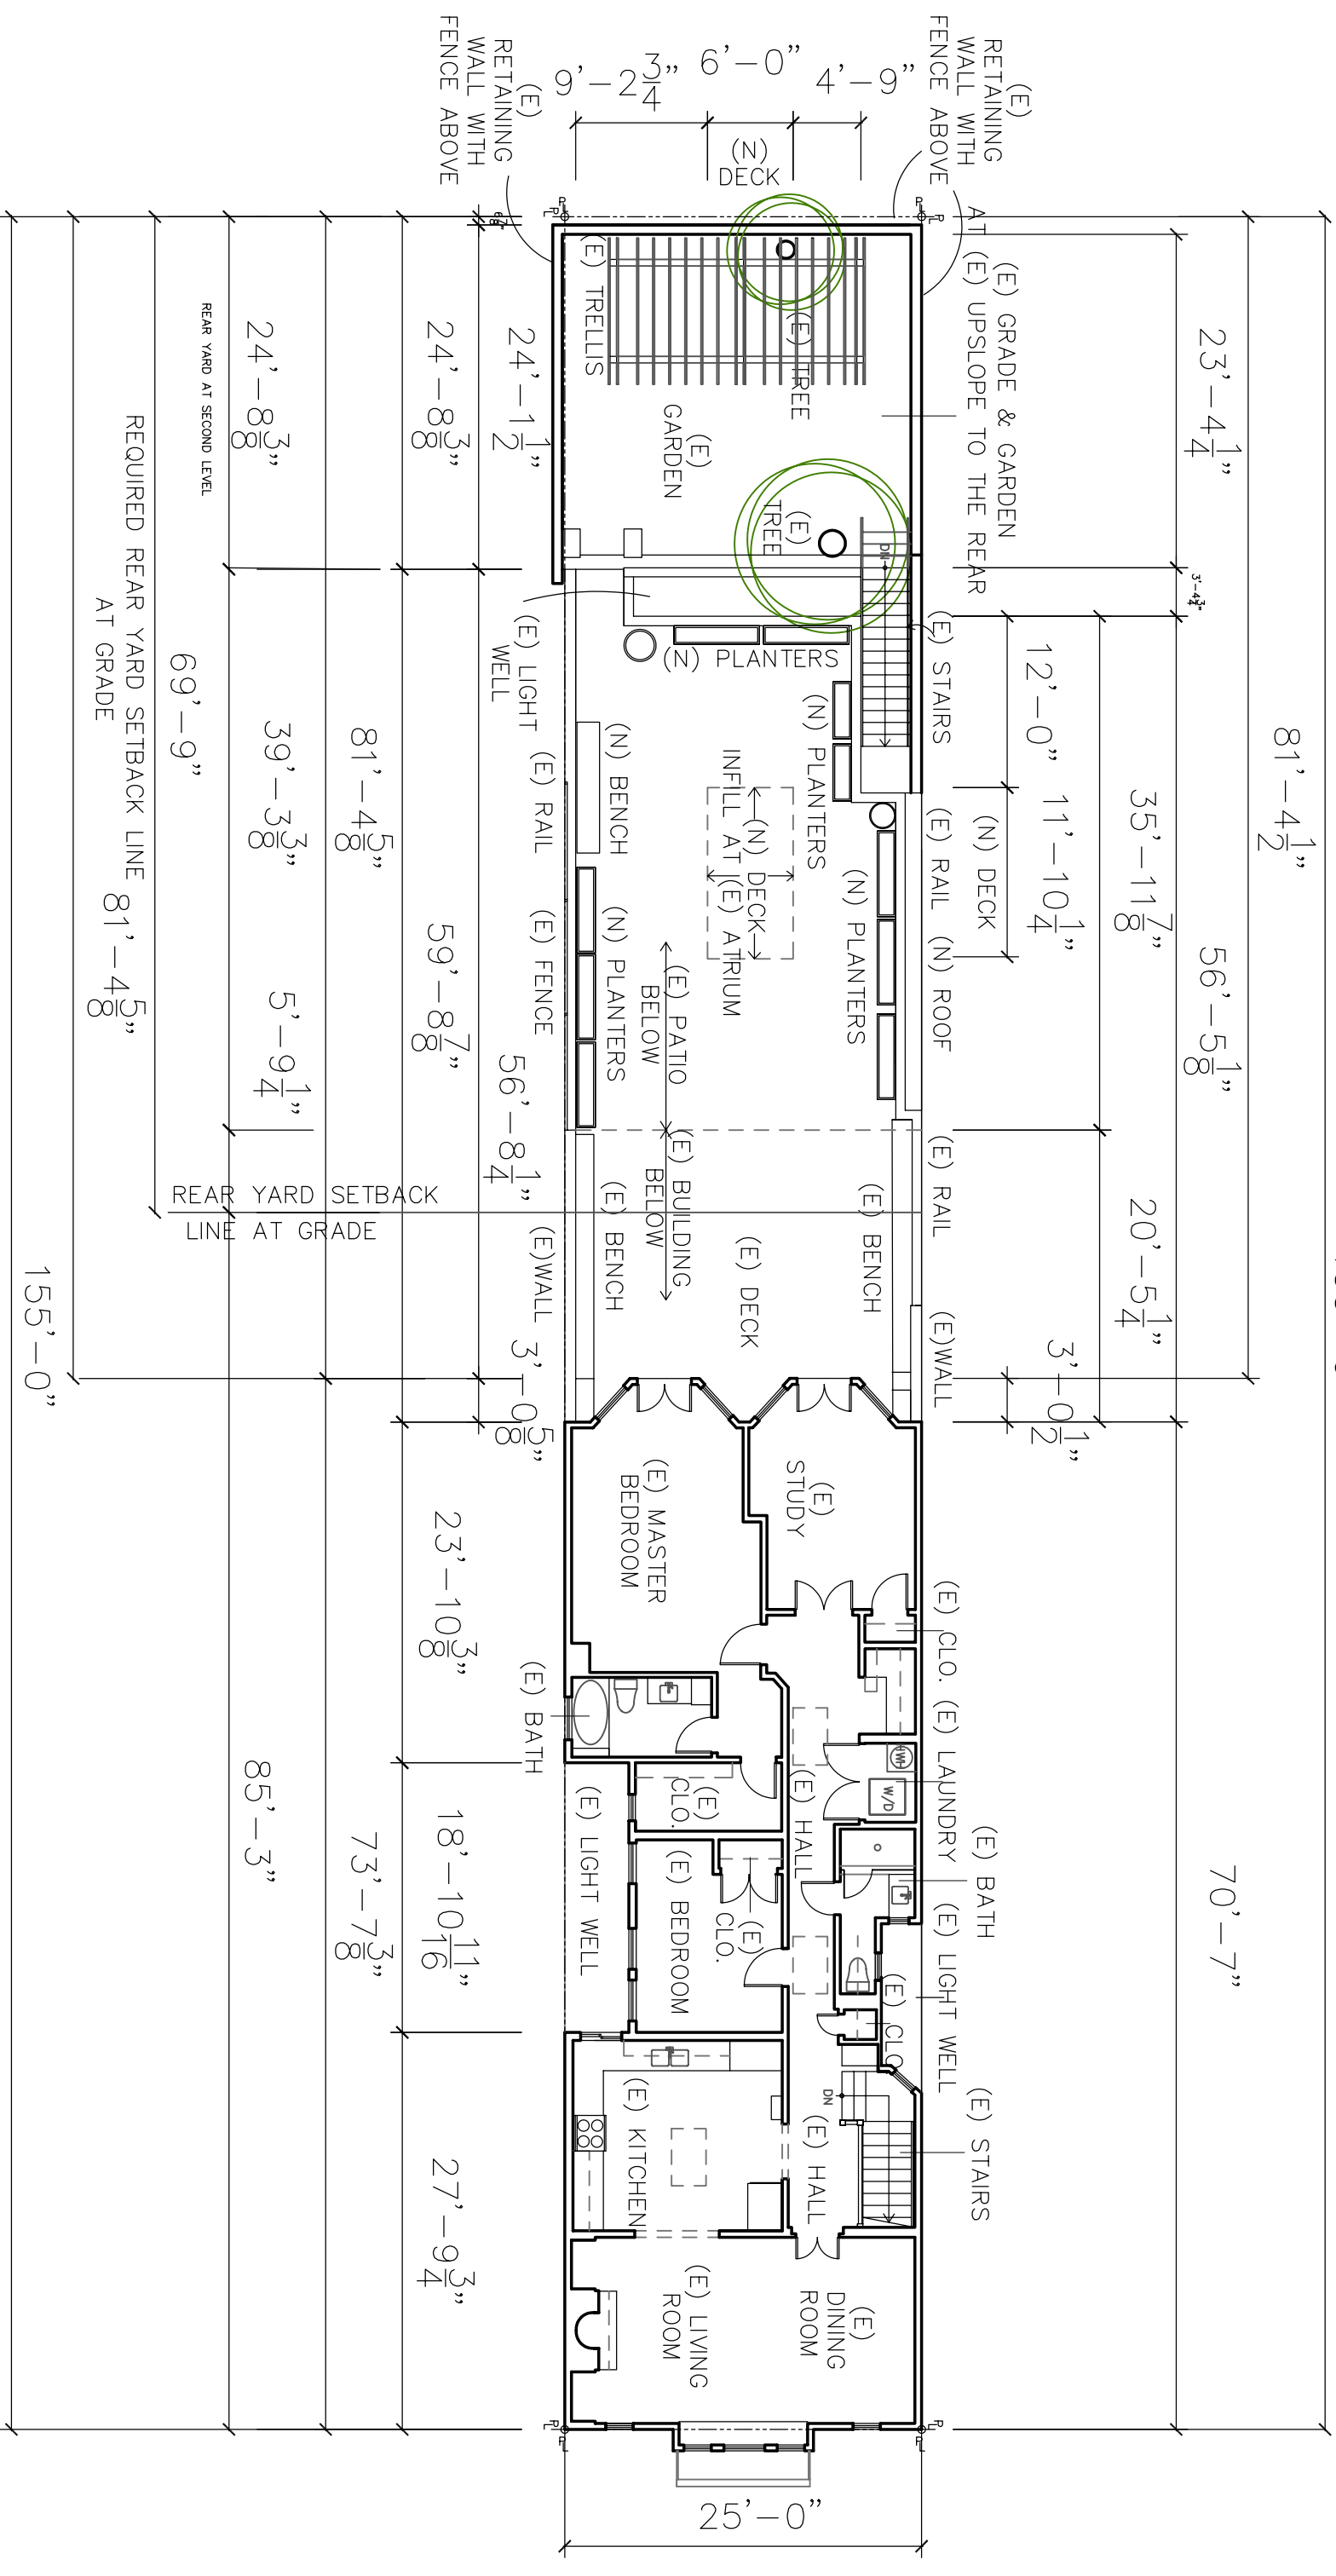 (E)
RETAINING
WALL WITH
FENCE ABOVE
9'-2 3/4"
6'-0"
4'-9"
(N)
DECK
(E)
RETAINING
WALL WITH
FENCE ABOVE
(E) GRADE & GARDEN
AT
(E) UPSLOPE TO THE REAR
(E) TRELLIS
(E) TREE
(E)
GARDEN
(E)
TREE
DN
23'-4 1/4"
3'-4 3/4"
81'-4 1/2"
56'-5 1/8"
35'-11 7/8"
20'-5 1/4"
12'-0"
11'-10 1/4"
(N) DECK
3'-0 1/2"
70'-7"
(E) STAIRS
(E) RAIL
(N) ROOF
(E) RAIL
(E)WALL
(E) LIGHT
WELL
(N) PLANTERS
(N) PLANTERS
(N) BENCH
(N) DECK
INFILL AT (E) ATRIUM
(N) PLANTERS
(N) PLANTERS
(E) PATIO
BELOW
(E) BUILDING
BELOW
(E) RAIL
(E) FENCE
(E)WALL
(E) BENCH
(E) BENCH
(E) DECK
6 7/8"
24'-1 1/2"
56'-8 1/4"
3'-0 5/8"
24'-8 3/8"
59'-8 7/8"
23'-10 3/8"
18'-10 11/16"
27'-9 3/4"
81'-4 5/8"
73'-7 3/8"
24'-8 3/8"
39'-3 3/8"
5'-9 1/4"
85'-3"
REAR YARD AT SECOND LEVEL
69'-9"
REQUIRED REAR YARD SETBACK LINE
AT GRADE
81'-4 5/8"
155'-0"
REAR YARD SETBACK
LINE AT GRADE
(E)
STUDY
(E) MASTER
BEDROOM
(E) CLO.
(E) LAUNDRY
WH
W/D
(E) BATH
(E) BATH
(E) LIGHT WELL
(E)
CLO.
(E) HALL
(E) LIGHT WELL
(E) BEDROOM
(E)
CLO.
(E) CLO.
(E) STAIRS
DN
(E) HALL
(E) KITCHEN
(E)
DINING
ROOM
(E) LIVING
ROOM
25'-0"